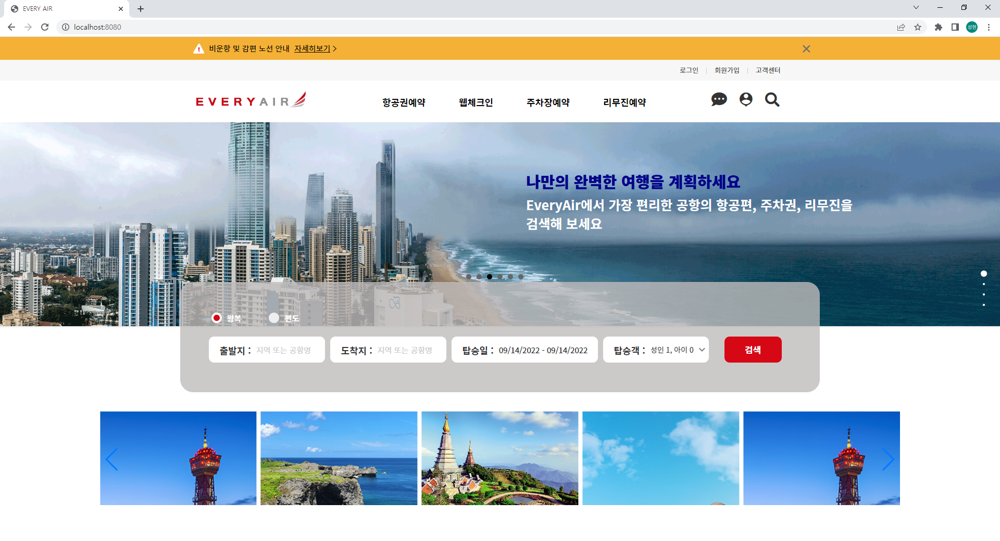 EVERY AIR
localhost:8080
성현
비운항 및 감편 노선 안내 자세히보기
로그인 회원가입 고객센터
EVERYAIR 항공권예약 웹체크인 주차장예약 리무진예약
나만의 완벽한 여행을 계획하세요
EveryAir에서 가장 편리한 공항의 항공편, 주차권, 리무진을
검색해 보세요
왕복 편도
출발지 : 지역 또는 공항명 도착지 : 지역 또는 공항명 탑승일 : 09/14/2022 - 09/14/2022 탑승객 : 성인 1, 아이 0 검색